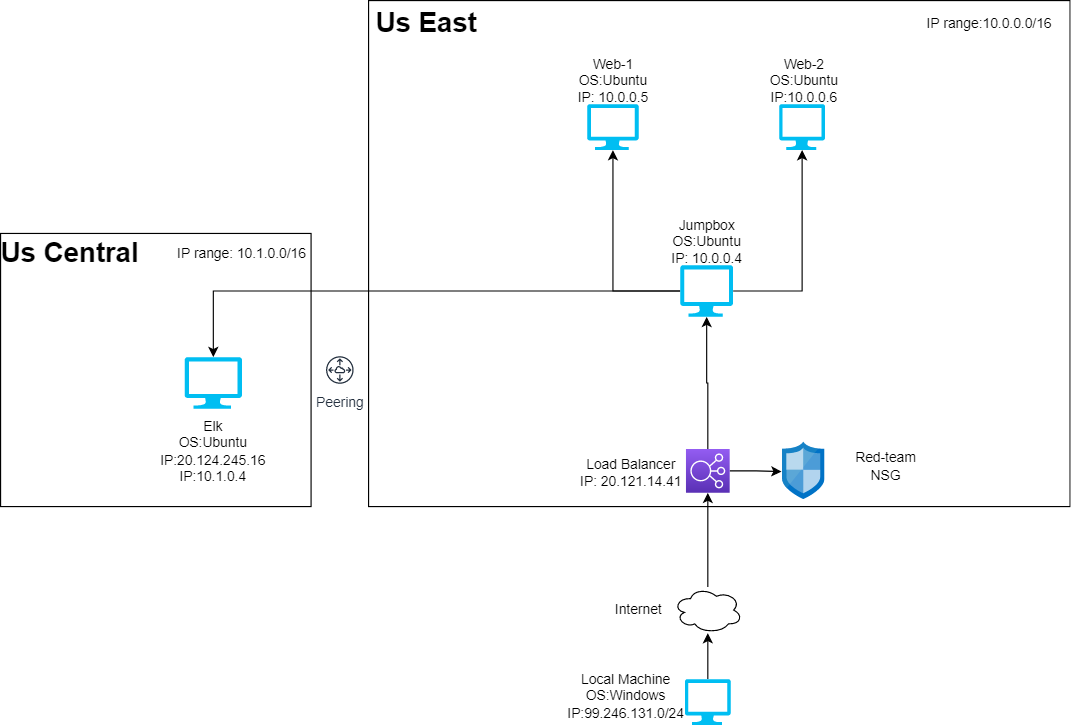 Us East
IP range:10.0.0.0/16
Web-1
OS:Ubuntu
IP: 10.0.0.5
Web-2
OS:Ubuntu
IP:10.0.0.6
Jumpbox
OS:Ubuntu
IP: 10.0.0.4
Us Central
IP range: 10.1.0.0/16
Peering
Elk
OS:Ubuntu
IP:20.124.245.16
IP:10.1.0.4
Load Balancer
IP: 20.121.14.41
Red-team
NSG
Internet
Local Machine
OS:Windows
IP:99.246.131.0/24